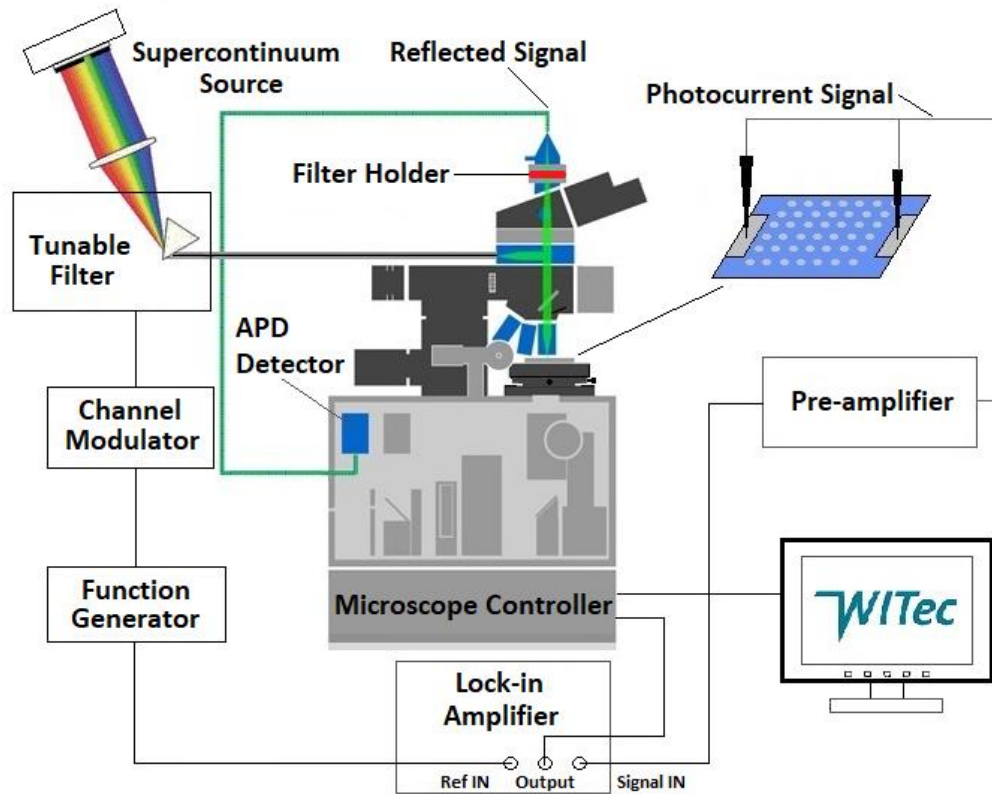 Supercontinuum
Source
Reflected Signal
Photocurrent Signal
Filter Holder
Tunable
Filter
APD
Detector
Channel
Modulator
Pre-amplifier
Function
Generator
Microscope Controller
WITec
Lock-in
Amplifier
Ref IN Output Signal IN